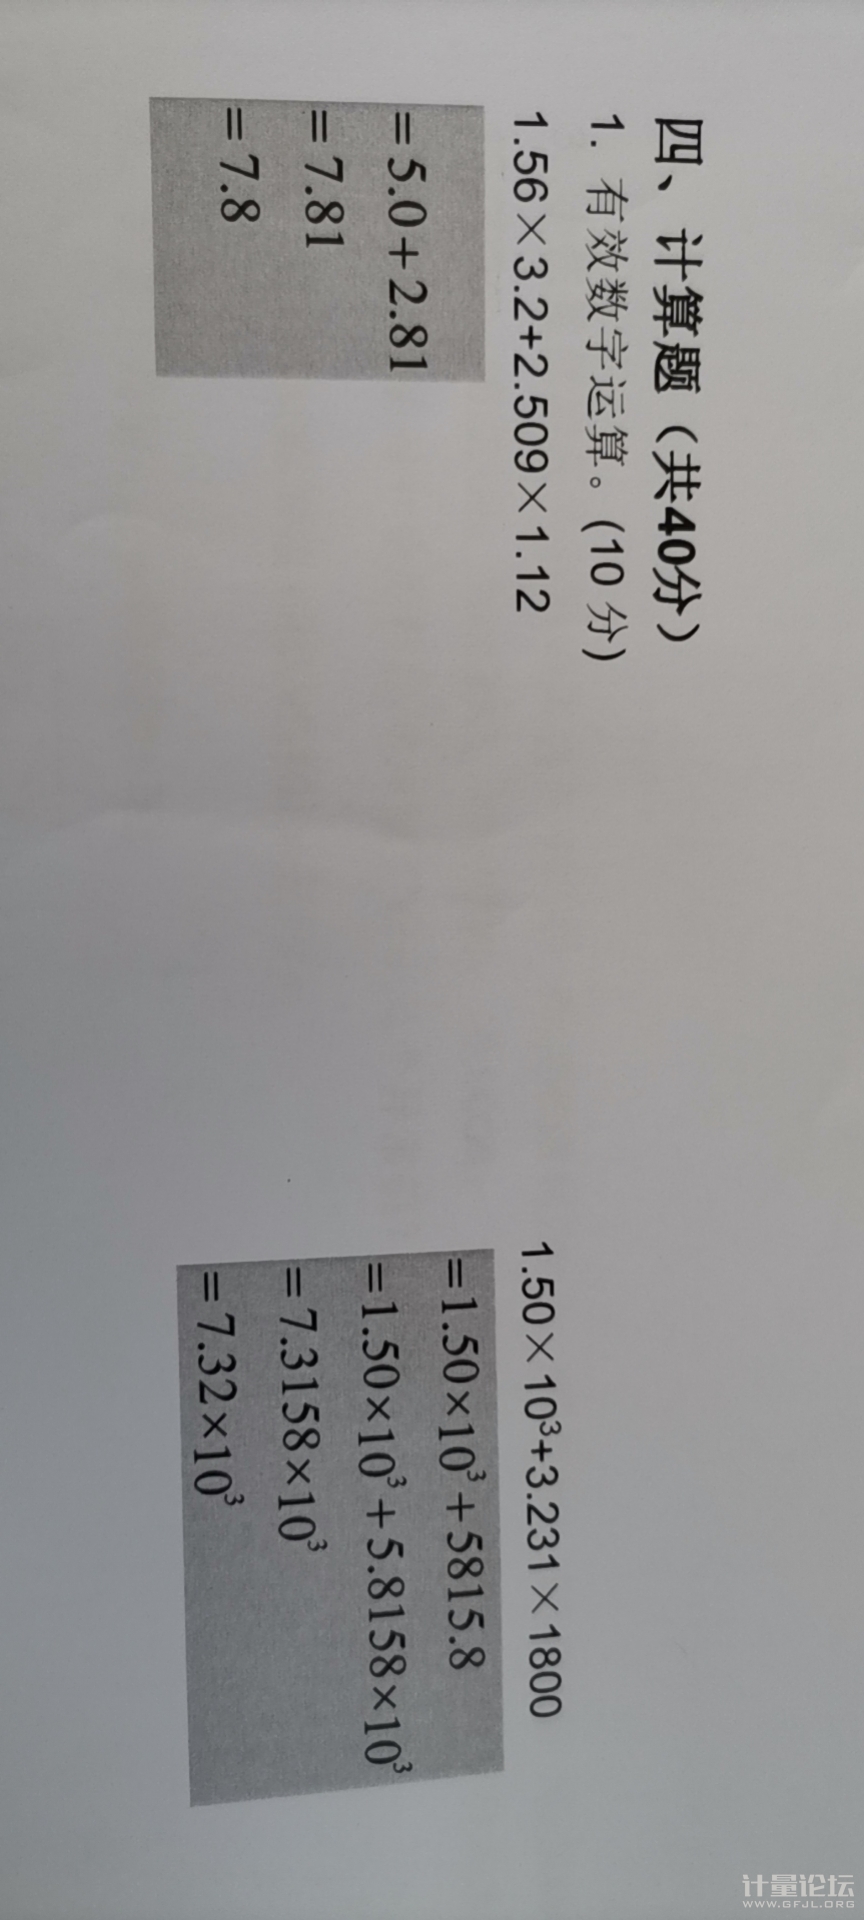 四、计算题（共40分）
1. 有效数字运算。(10 分)
1.56×3.2+2.509×1.12
=5.0+2.81
=7.81
=7.8
1.50×10³+3.231×1800
=1.50×10³+5815.8
=1.50×10³+5.8158×10³
=7.3158×10³
=7.32×10³
计量论坛
WWW.GFJL.ORG